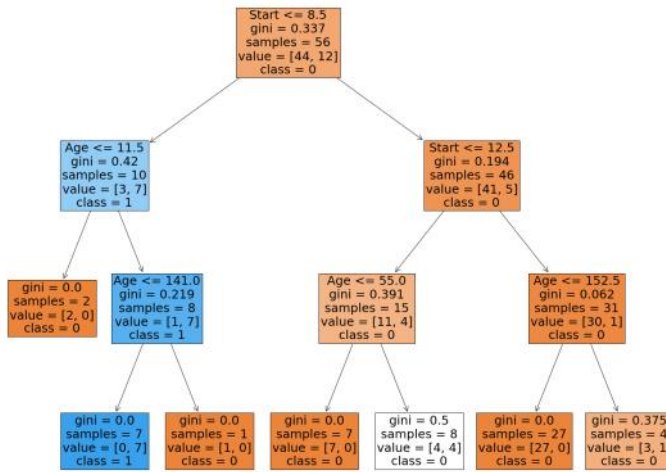 Start <= 8.5
gini = 0.337
samples = 56
value = [44, 12]
class = 0
Age <= 11.5
gini = 0.42
samples = 10
value = [3, 7]
class = 1
Start <= 12.5
gini = 0.194
samples = 46
value = [41, 5]
class = 0
gini = 0.0
samples = 2
value = [2, 0]
class = 0
Age <= 141.0
gini = 0.219
samples = 8
value = [1, 7]
class = 1
Age <= 55.0
gini = 0.391
samples = 15
value = [11, 4]
class = 0
Age <= 152.5
gini = 0.062
samples = 31
value = [30, 1]
class = 0
gini = 0.0
samples = 7
value = [0, 7]
class = 1
gini = 0.0
samples = 1
value = [1, 0]
class = 0
gini = 0.0
samples = 7
value = [7, 0]
class = 0
gini = 0.5
samples = 8
value = [4, 4]
class = 0
gini = 0.0
samples = 27
value = [27, 0]
class = 0
gini = 0.375
samples = 4
value = [3, 1]
class = 0